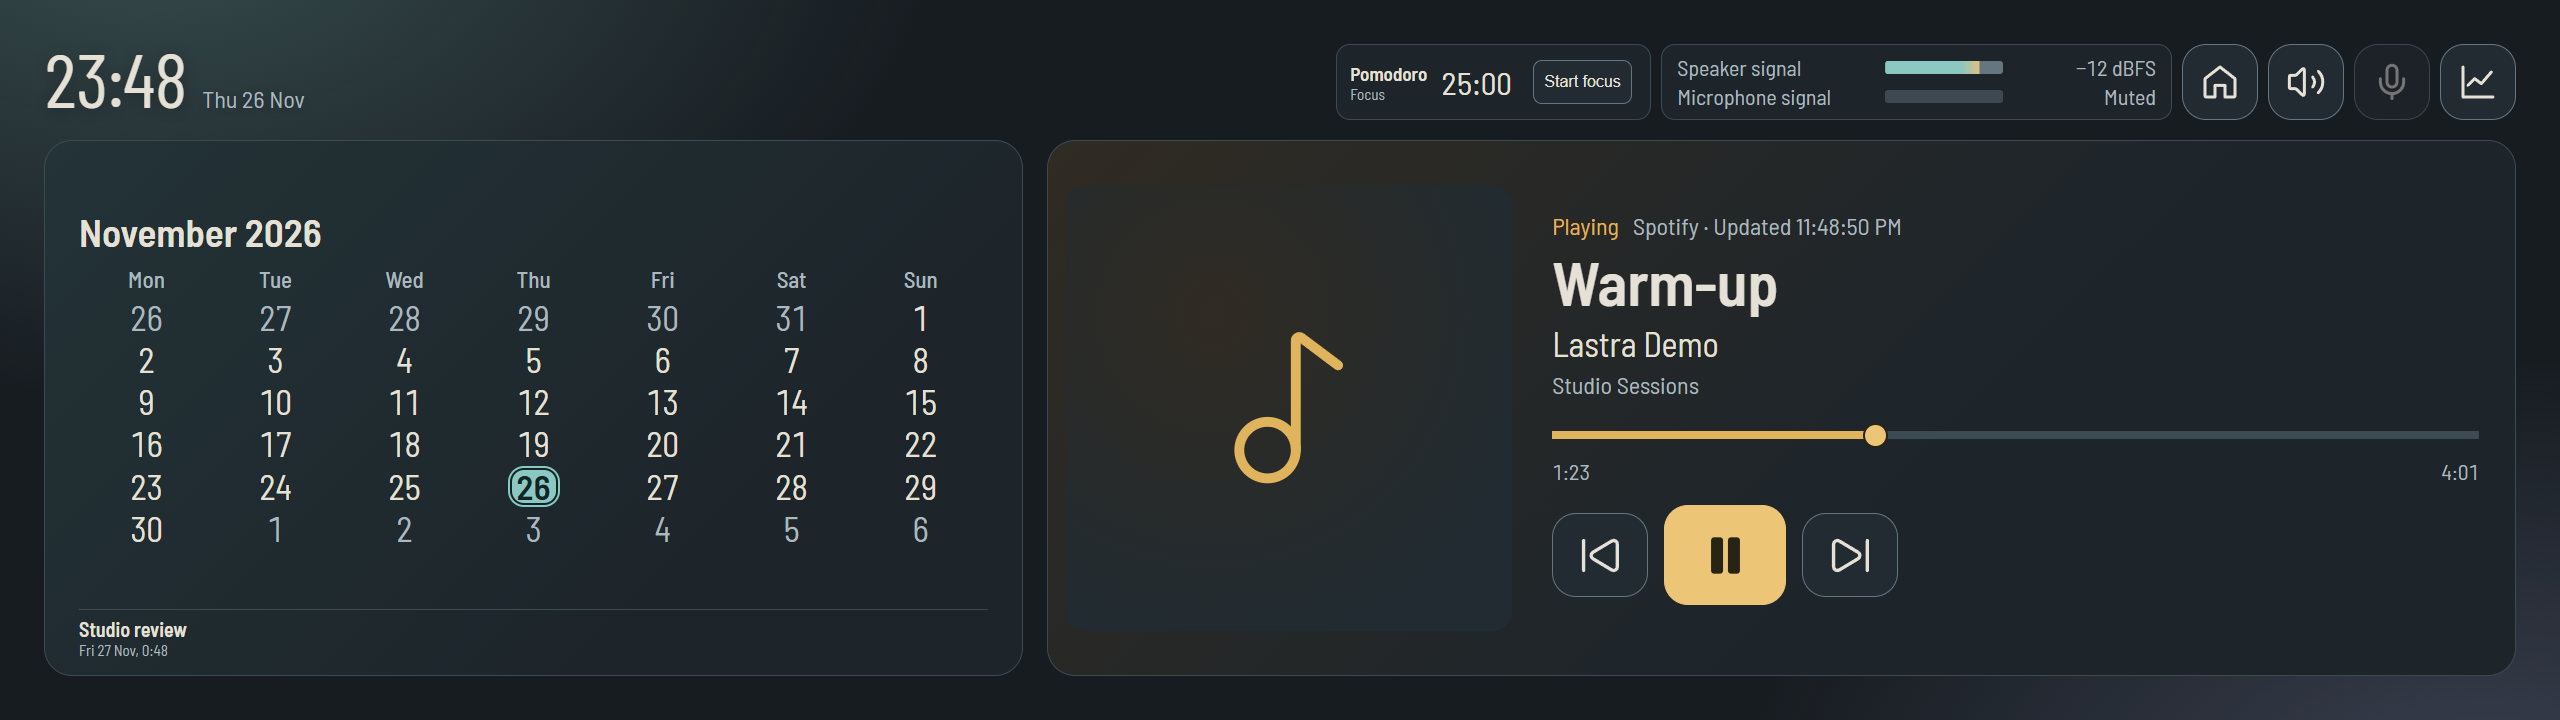 23:48 Thu 26 Nov
Pomodoro
Focus
25:00
Start focus
Speaker signal −12 dBFS
Microphone signal Muted
November 2026
Mon Tue Wed Thu Fri Sat Sun
26 27 28 29 30 31 1
2 3 4 5 6 7 8
9 10 11 12 13 14 15
16 17 18 19 20 21 22
23 24 25 26 27 28 29
30 1 2 3 4 5 6
Studio review
Fri 27 Nov, 0:48
Playing Spotify · Updated 11:48:50 PM
Warm-up
Lastra Demo
Studio Sessions
1:23 4:01